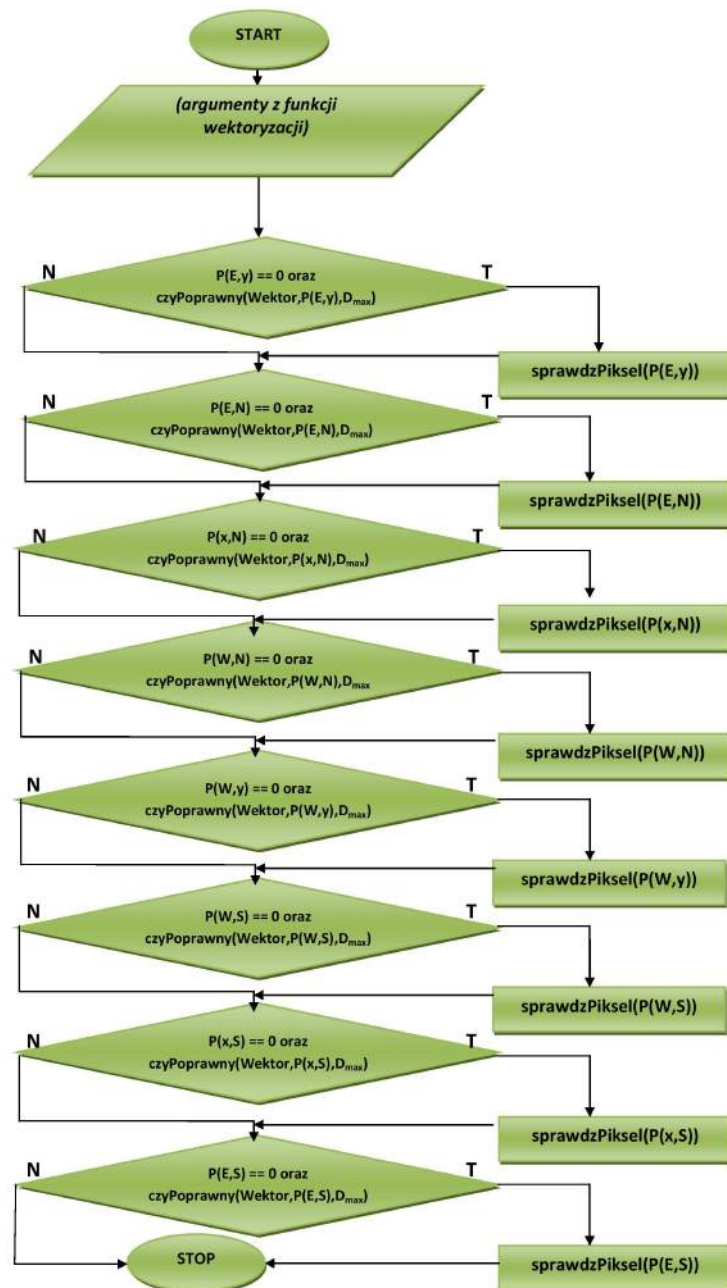 START
(argumenty z funkcji
wektoryzacji)
N
T
P(E,y) == 0 oraz
czyPoprawny(Wektor,P(E,y),Dmax)
sprawdzPiksel(P(E,y))
N
T
P(E,N) == 0 oraz
czyPoprawny(Wektor,P(E,N),Dmax)
sprawdzPiksel(P(E,N))
N
T
P(x,N) == 0 oraz
czyPoprawny(Wektor,P(x,N),Dmax)
sprawdzPiksel(P(x,N))
N
T
P(W,N) == 0 oraz
czyPoprawny(Wektor,P(W,N),Dmax
sprawdzPiksel(P(W,N))
N
T
P(W,y) == 0 oraz
czyPoprawny(Wektor,P(W,y),Dmax)
sprawdzPiksel(P(W,y))
N
T
P(W,S) == 0 oraz
czyPoprawny(Wektor,P(W,S),Dmax)
sprawdzPiksel(P(W,S))
N
T
P(x,S) == 0 oraz
czyPoprawny(Wektor,P(x,S),Dmax)
sprawdzPiksel(P(x,S))
N
T
P(E,S) == 0 oraz
czyPoprawny(Wektor,P(E,S),Dmax)
STOP
sprawdzPiksel(P(E,S))